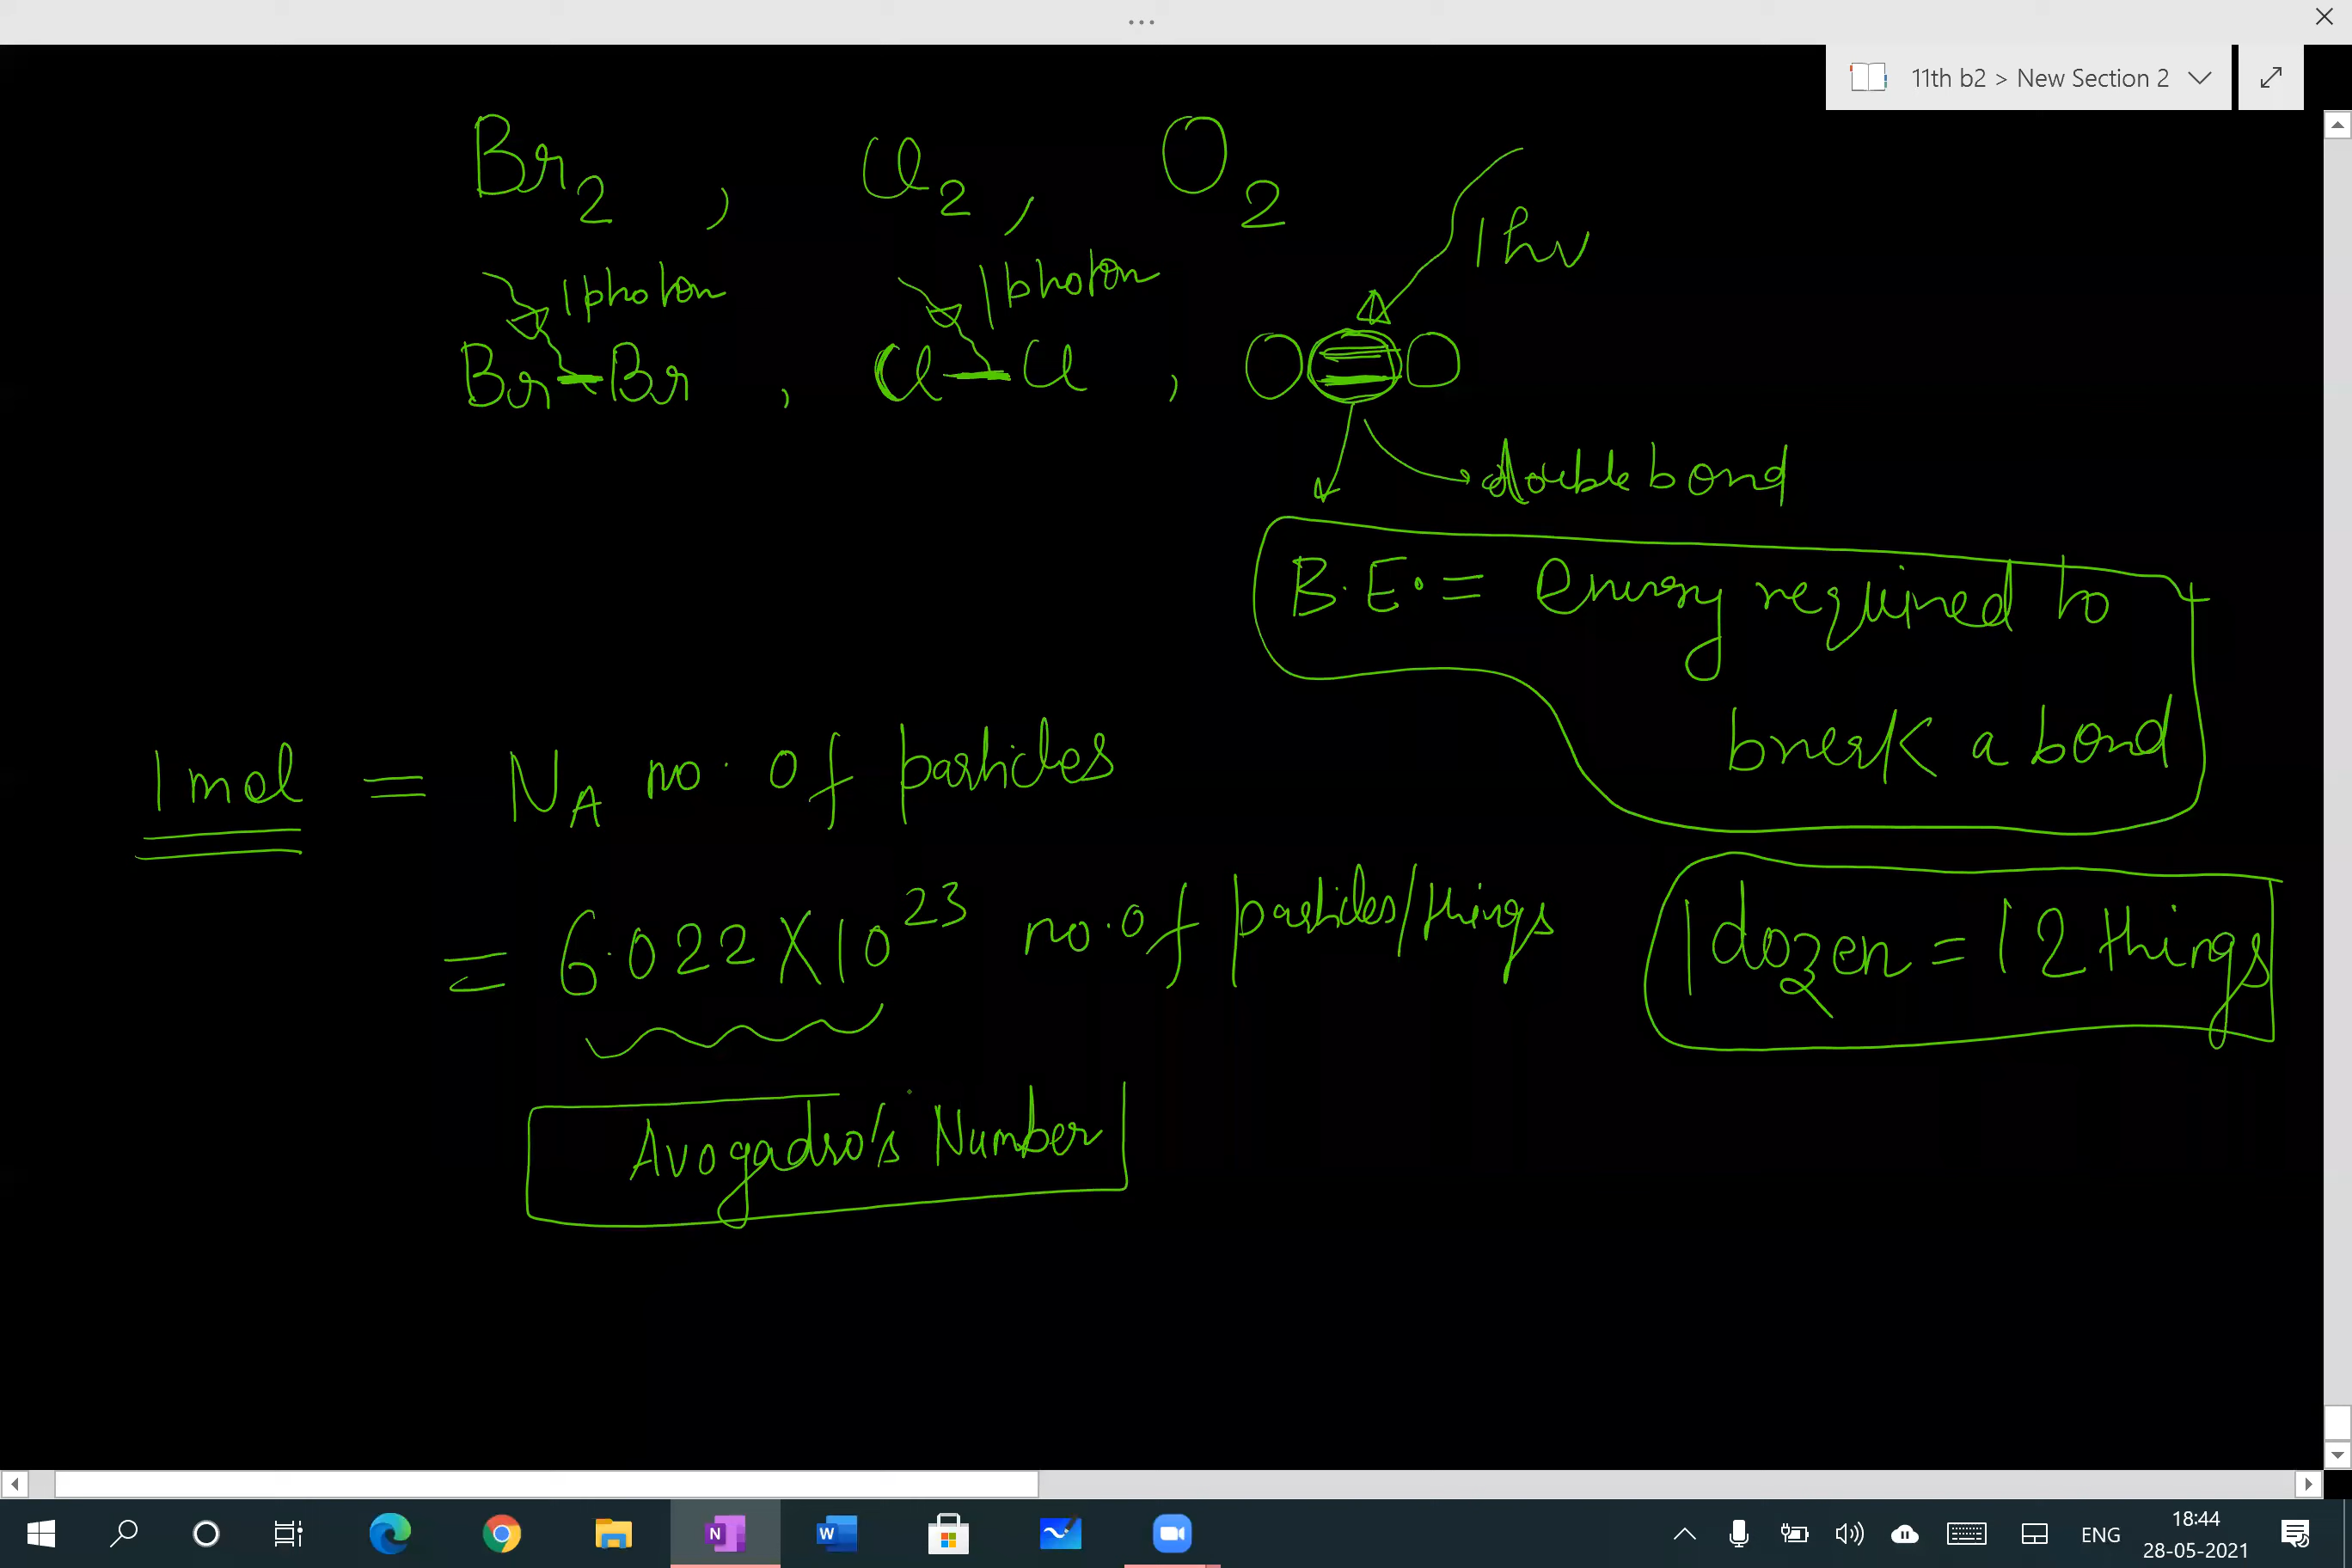 11th b2 > New Section 2
Br2 , Cl2 , O2
1 photon 1 photon 1 hν
Br-Br , Cl-Cl , O=O
double bond
B.E. = energy required to
break a bond
1 mol = NA no. of particles
= 6.022 X 10^23 no. of particles/things
1 dozen = 12 things
Avogadro's Number
ENG
18:44
28-05-2021